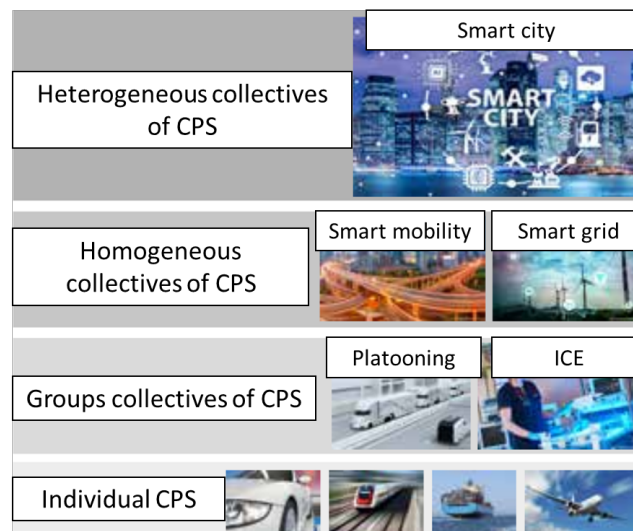 Smart city
Heterogeneous collectives
of CPS
SMART
CITY
Smart mobility
Smart grid
Homogeneous
collectives of CPS
Platooning
ICE
Groups collectives of CPS
Individual CPS